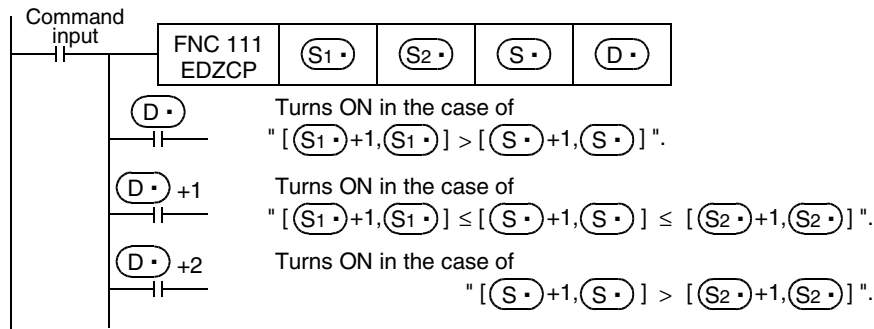 Command
input
FNC 111
EDZCP
S1・
S2・
S・
D・
D・
Turns ON in the case of
" [S1・+1,S1・] > [S・+1,S・] ".
D・ +1
Turns ON in the case of
" [S1・+1,S1・] ≤ [S・+1,S・] ≤ [S2・+1,S2・] ".
D・ +2
Turns ON in the case of
" [S・+1,S・] > [S2・+1,S2・] ".